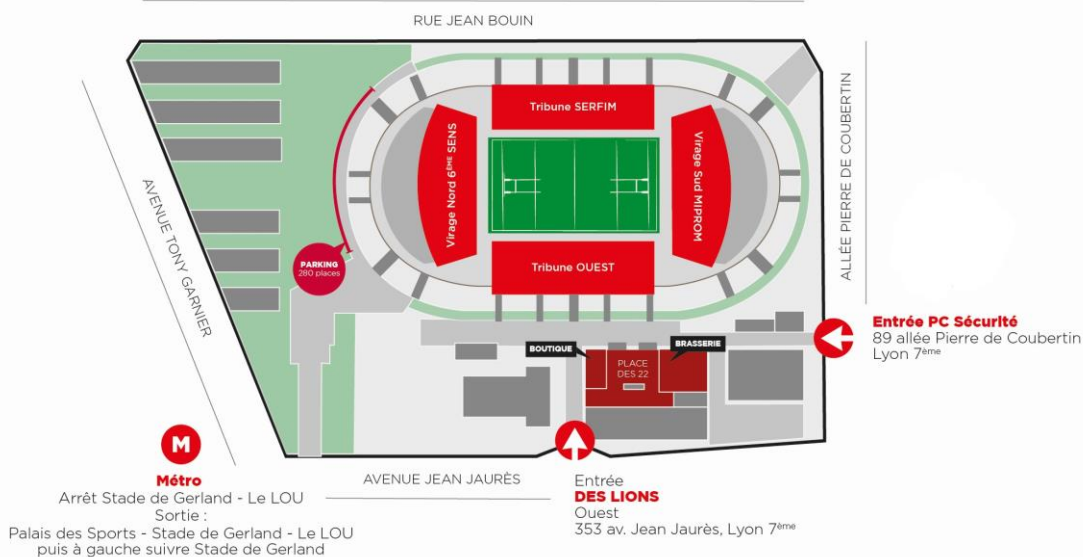 RUE JEAN BOUIN
ALLÉE PIERRE DE COUBERTIN
AVENUE TONY GARNIER
Tribune SERFIM
Virage Nord 6ÈME SENS
Virage Sud MIPROM
Tribune OUEST
PARKING
280 places
BOUTIQUE
BRASSERIE
PLACE
DES 22
Entrée PC Sécurité
89 allée Pierre de Coubertin
Lyon 7ème
M
Métro
Arrêt Stade de Gerland - Le LOU
Sortie :
Palais des Sports - Stade de Gerland - Le LOU
puis à gauche suivre Stade de Gerland
AVENUE JEAN JAURÈS
Entrée
DES LIONS
Ouest
353 av. Jean Jaurès, Lyon 7ème